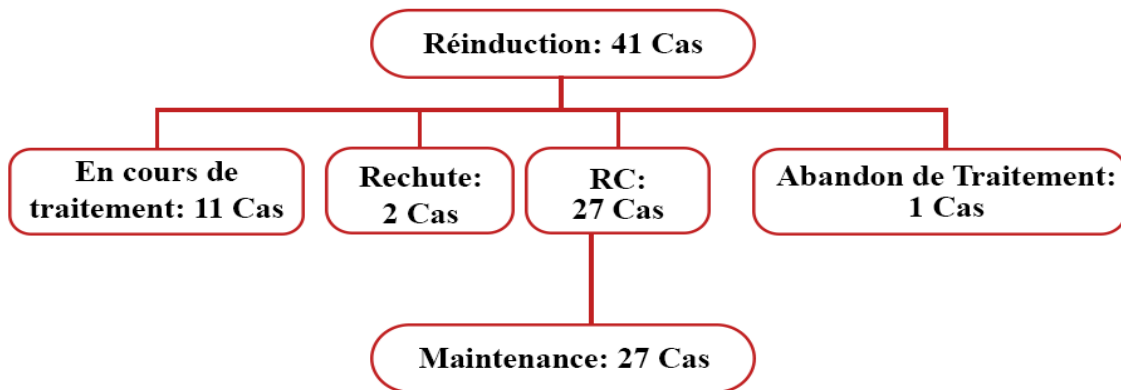 Réinduction: 41 Cas
En cours de
traitement: 11 Cas
Rechute:
2 Cas
RC:
27 Cas
Abandon de Traitement:
1 Cas
Maintenance: 27 Cas